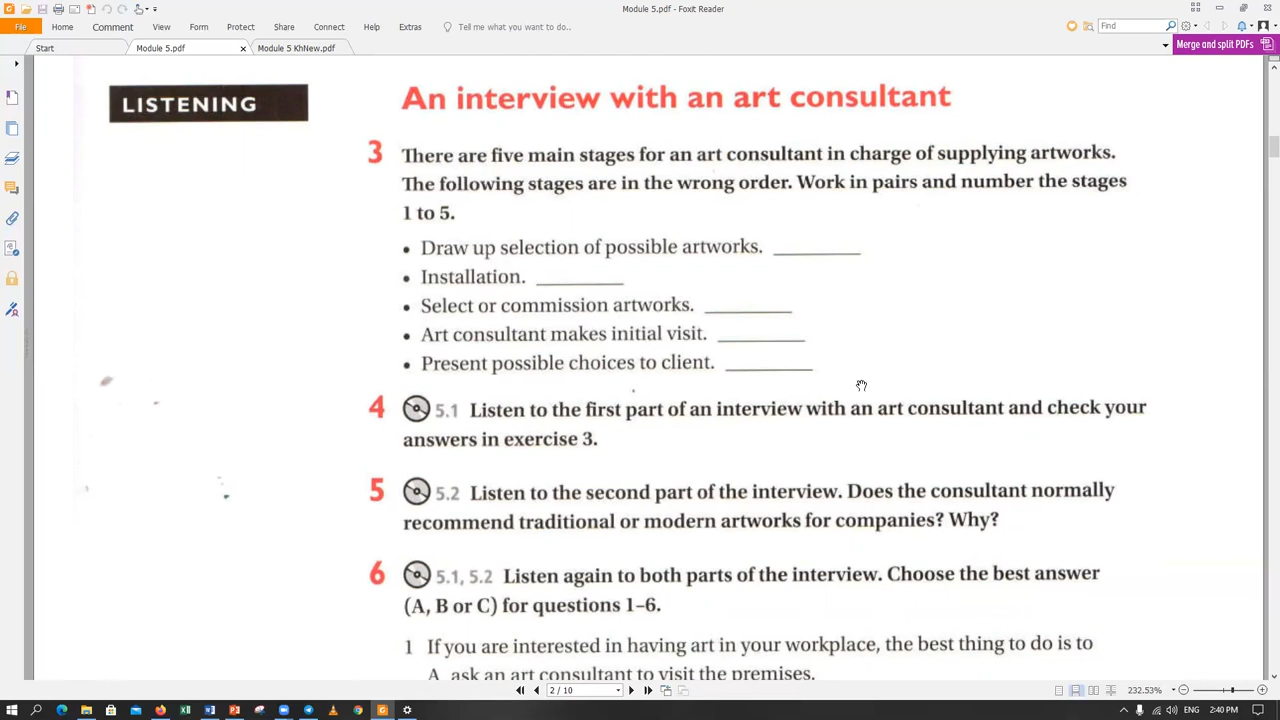 Module 5.pdf - Foxit Reader
File Home Comment View Form Protect Share Connect Help Extras Tell me what you want to do.. Find
Start Module 5.pdf Module 5 KhNew.pdf Merge and split PDFs
LISTENING
An interview with an art consultant
3 There are five main stages for an art consultant in charge of supplying artworks.
The following stages are in the wrong order. Work in pairs and number the stages
1 to 5.
• Draw up selection of possible artworks. ________
• Installation. ________
• Select or commission artworks. ________
• Art consultant makes initial visit. ________
• Present possible choices to client. ________
4 5.1 Listen to the first part of an interview with an art consultant and check your
answers in exercise 3.
5 5.2 Listen to the second part of the interview. Does the consultant normally
recommend traditional or modern artworks for companies? Why?
6 5.1, 5.2 Listen again to both parts of the interview. Choose the best answer
(A, B or C) for questions 1–6.
1 If you are interested in having art in your workplace, the best thing to do is to
A ask an art consultant to visit the premises.
2 / 10 232.53%
ENG 2:40 PM